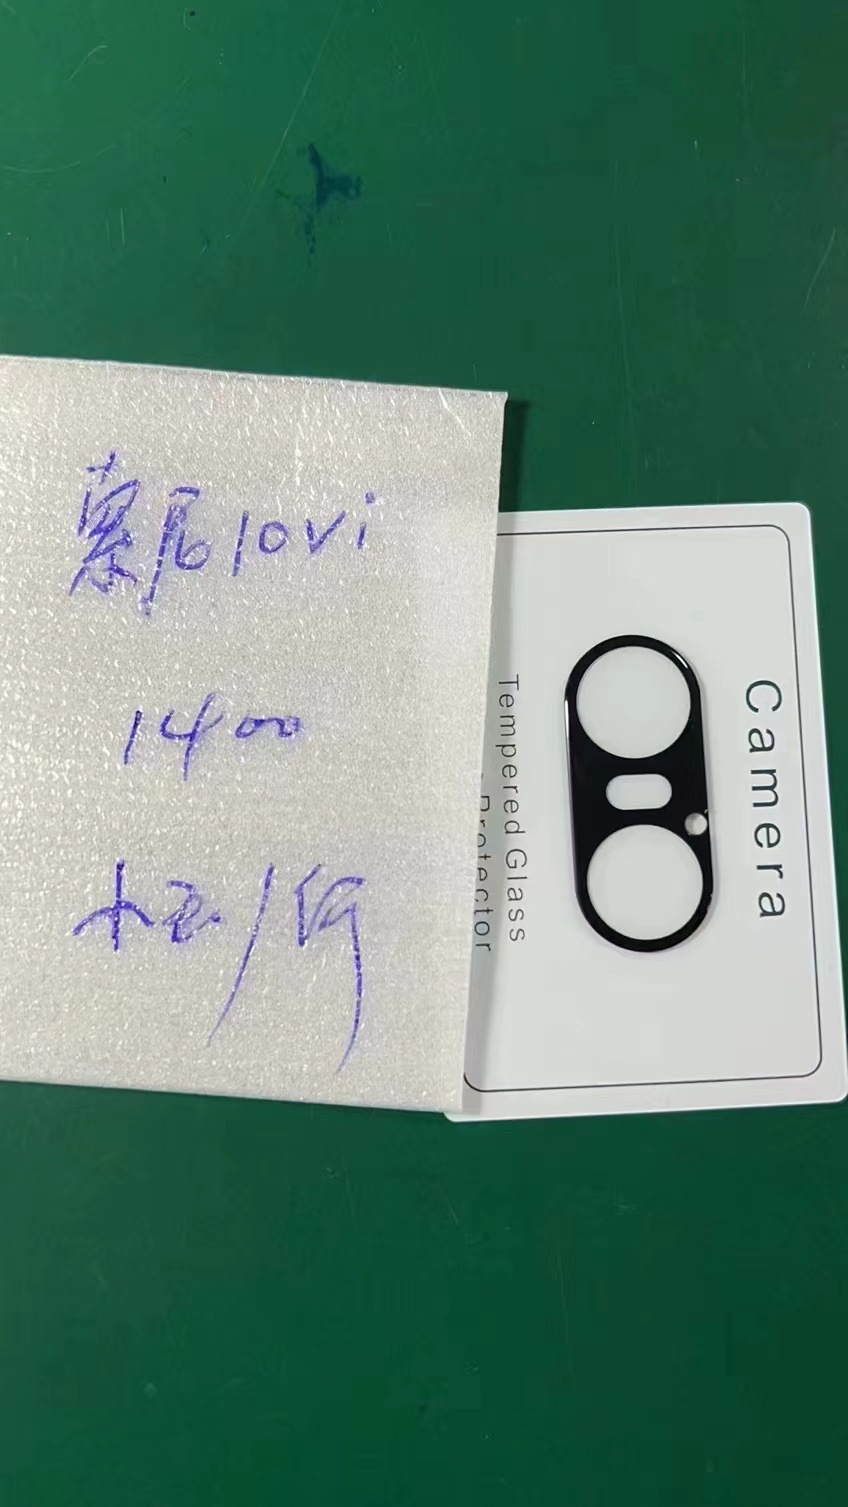 索尼10vi
1400
Camera
Tempered Glass
Protector